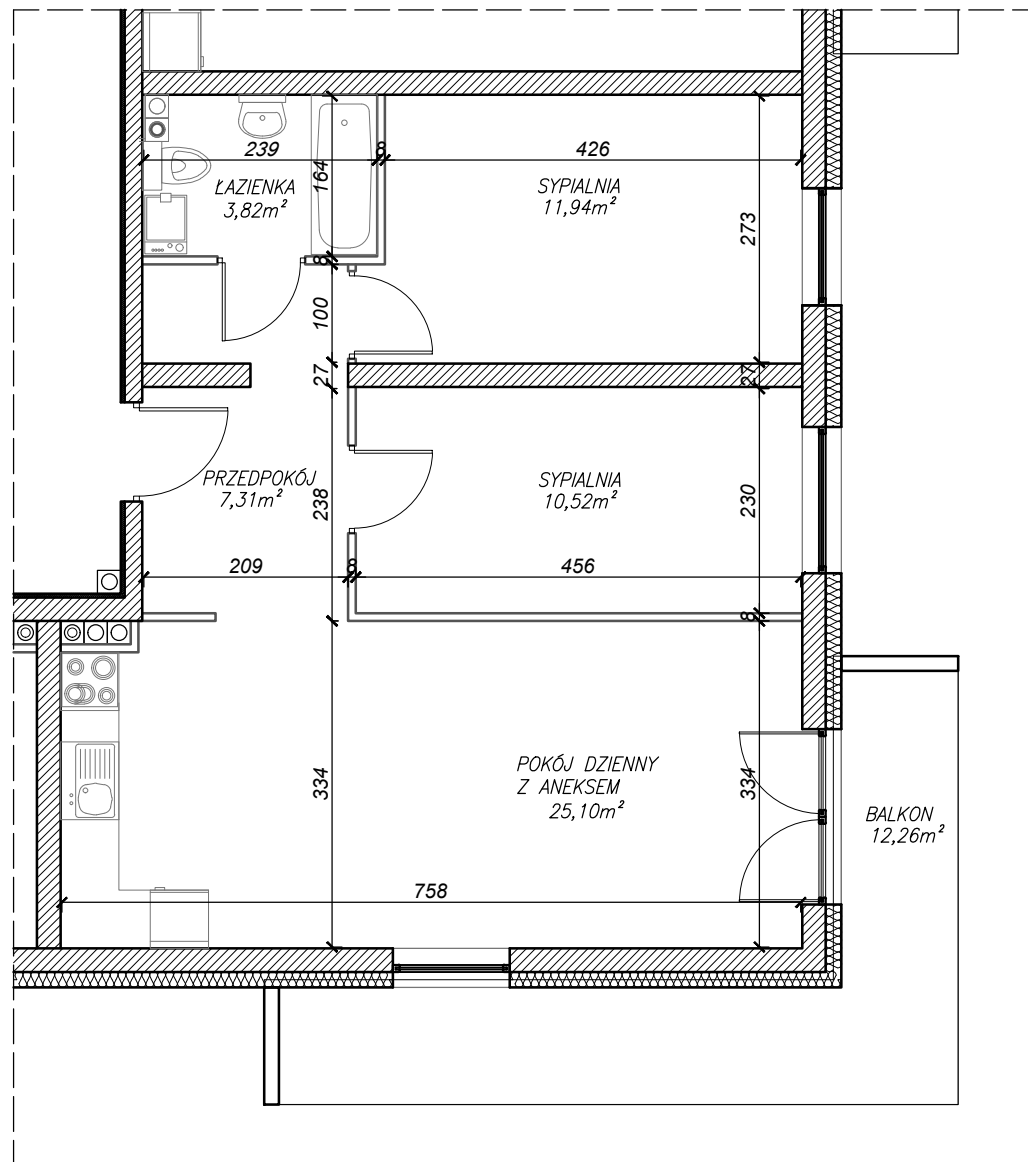 239
8
426
164
ŁAZIENKA
3,82m²
SYPIALNIA
11,94m²
273
8
100
27
27
PRZEDPOKÓJ
7,31m²
238
SYPIALNIA
10,52m²
230
209
8
456
8
334
POKÓJ DZIENNY
Z ANEKSEM
25,10m²
334
BALKON
12,26m²
758